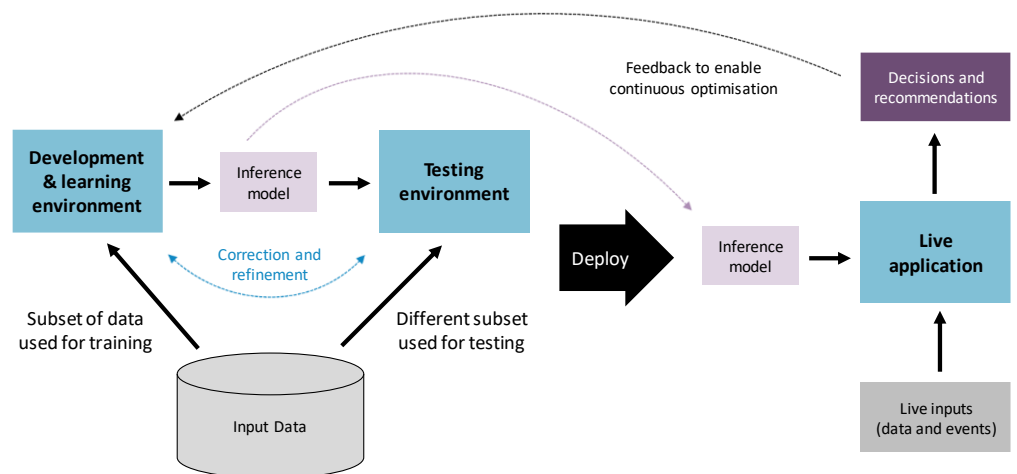 Feedback to enable
continuous optimisation
Decisions and
recommendations
Development
& learning
environment
Inference
model
Testing
environment
Correction and
refinement
Deploy
Inference
model
Live
application
Subset of data
used for training
Different subset
used for testing
Input Data
Live inputs
(data and events)